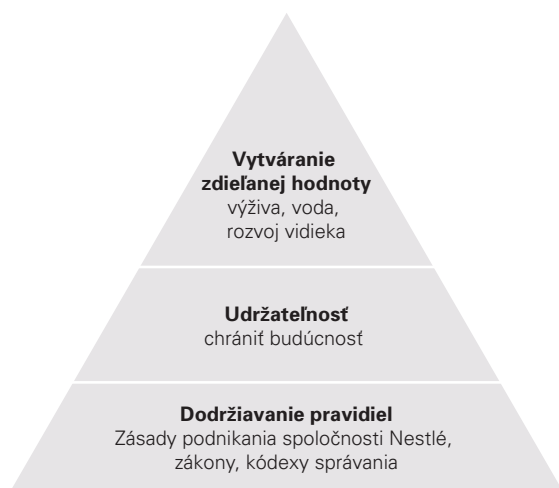 Vytváranie
zdieľanej hodnoty
výživa, voda,
rozvoj vidieka
Udržateľnosť
chrániť budúcnosť
Dodržiavanie pravidiel
Zásady podnikania spoločnosti Nestlé,
zákony, kódexy správania